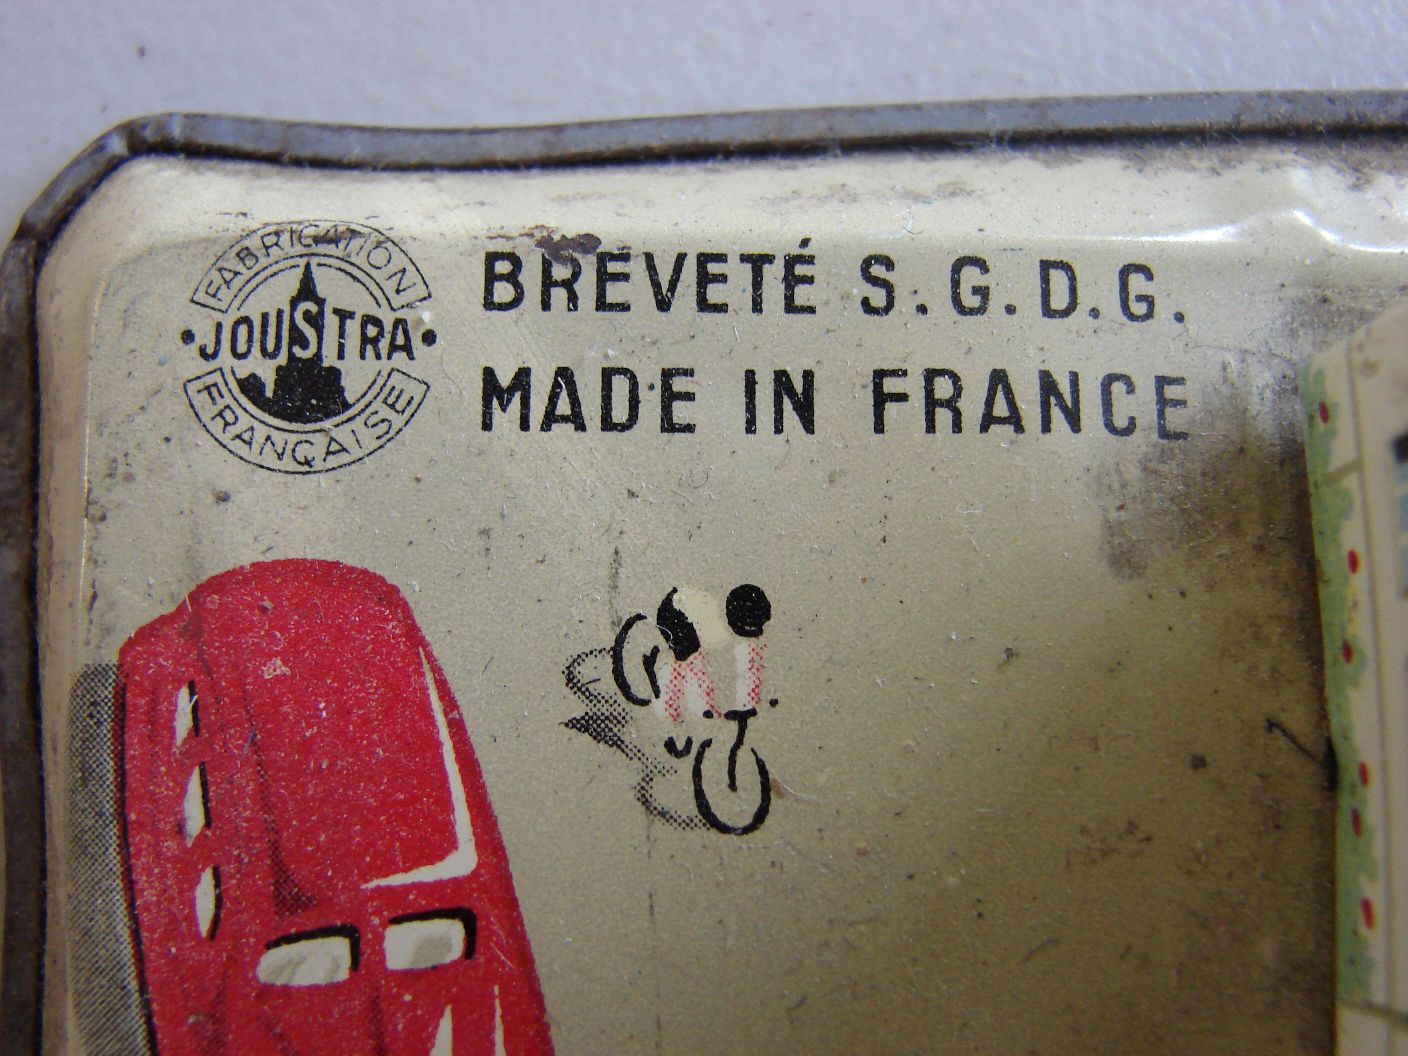 FABRICATION
•JOUSTRA•
FRANÇAISE
BREVETÉ S.G.D.G.
MADE IN FRANCE